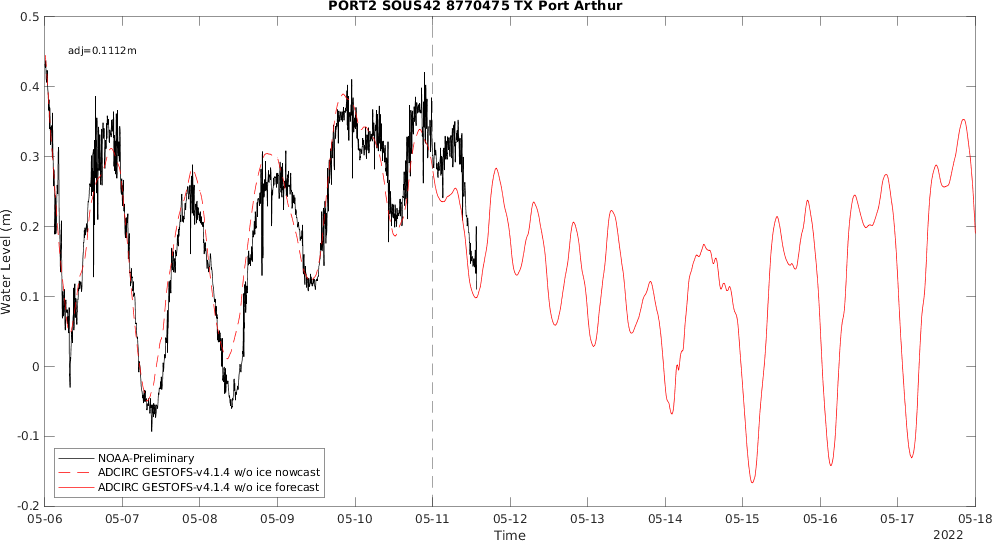 PORT2 SOUS42 8770475 TX Port Arthur
adj=0.1112m
0.5
0.4
0.3
0.2
0.1
0
-0.1
-0.2
Water Level (m)
NOAA-Preliminary
ADCIRC GESTOFS-v4.1.4 w/o ice nowcast
ADCIRC GESTOFS-v4.1.4 w/o ice forecast
05-06 05-07 05-08 05-09 05-10 05-11 05-12 05-13 05-14 05-15 05-16 05-17 05-18
Time
2022